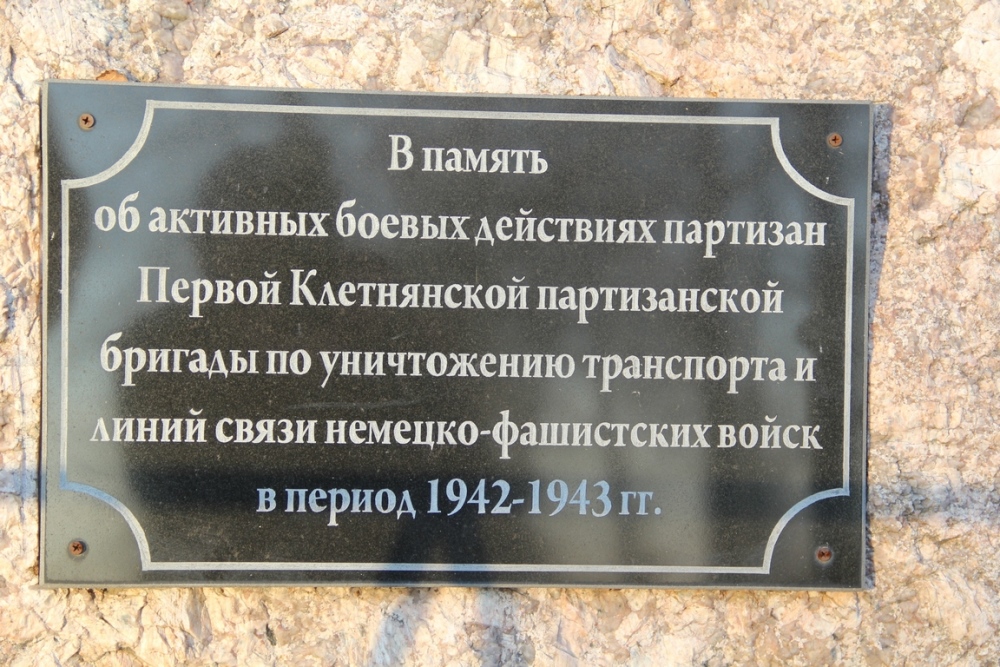 В память
об активных боевых действиях партизан
Первой Клетнянской партизанской
бригады по уничтожению транспорта и
линий связи немецко-фашистских войск
в период 1942-1943 гг.